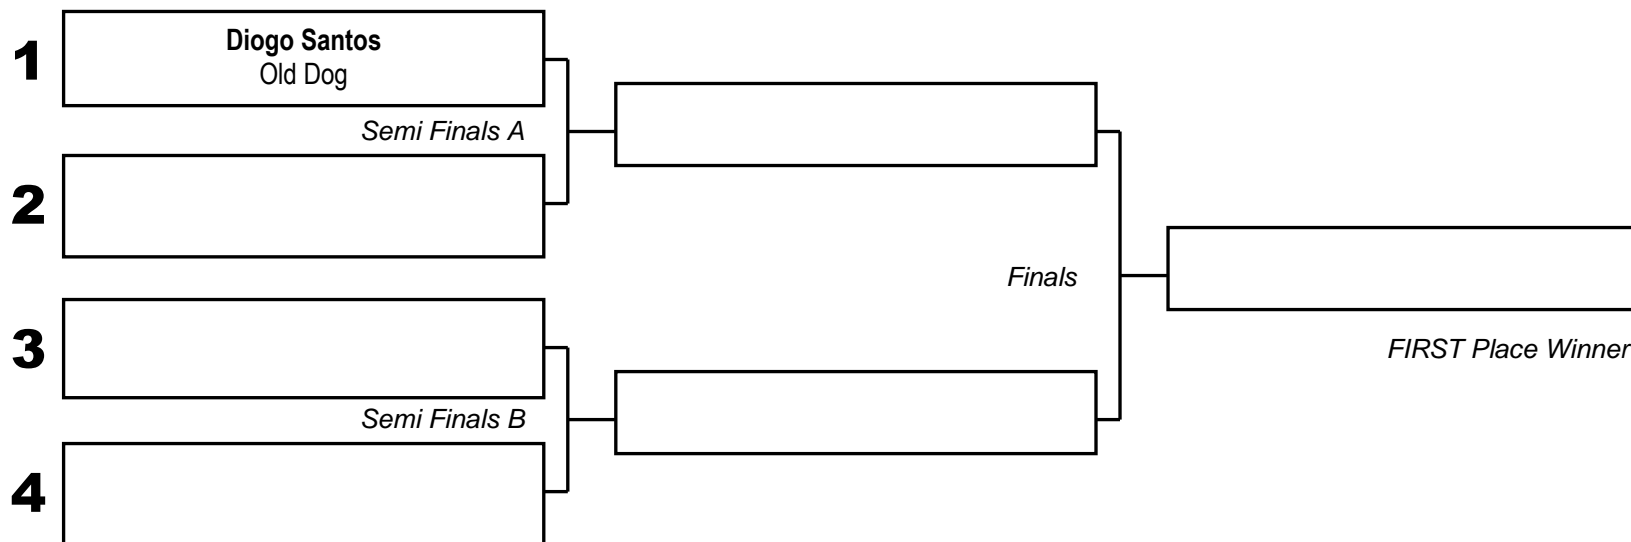 1
Diogo Santos
Old Dog
Semi Finals A
2
Finals
3
FIRST Place Winner
Semi Finals B
4